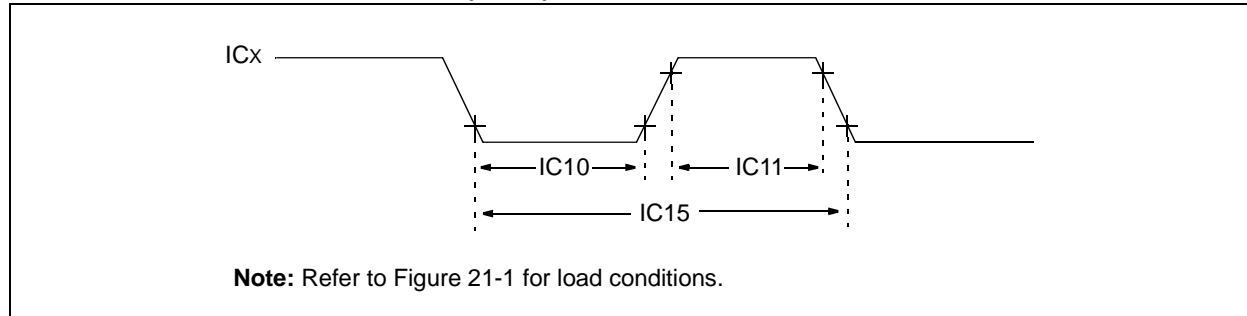 ICX
IC10
IC11
IC15
Note: Refer to Figure 21-1 for load conditions.